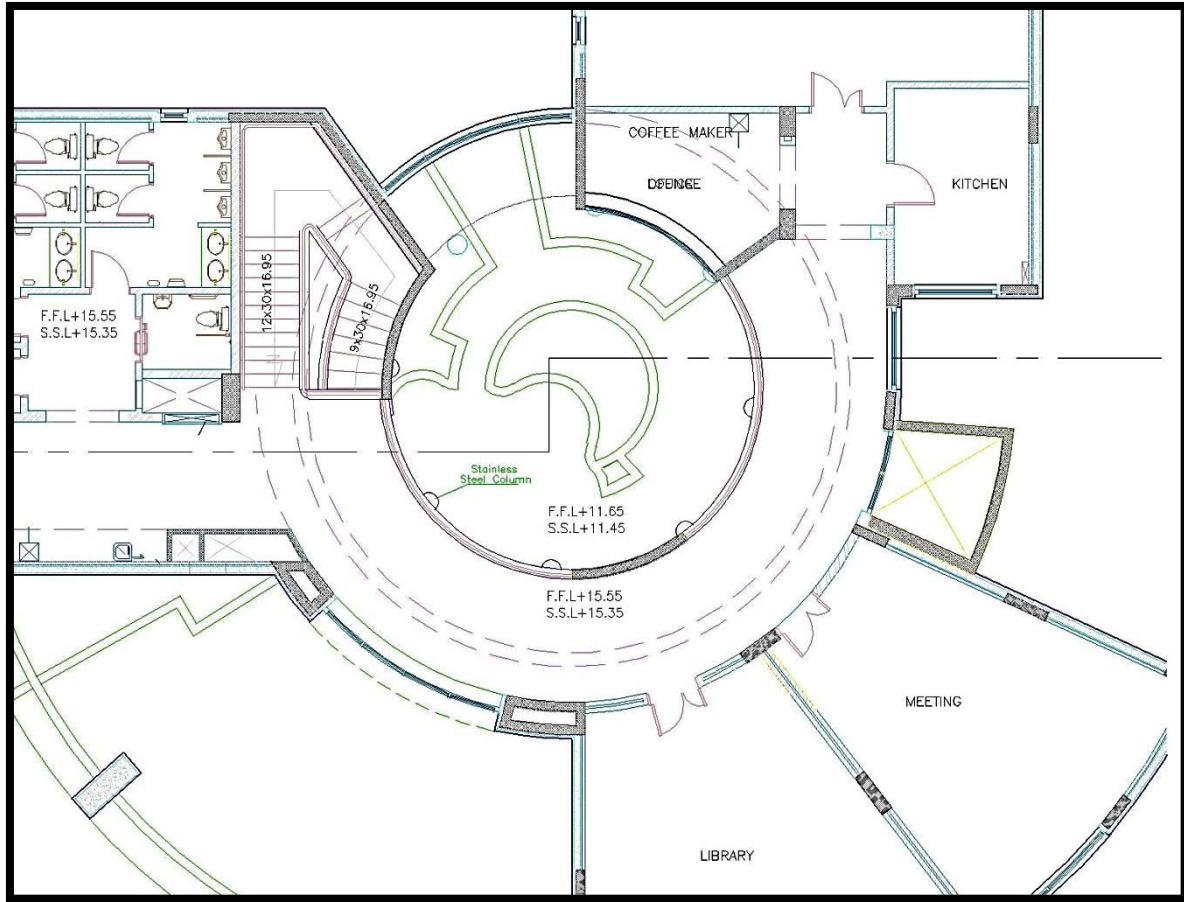 COFFEE MAKER
KITCHEN
12x30x16.95
9x30x16.95
F.F.L+15.55
S.S.L+15.35
Stainless
Steel Column
F.F.L+11.65
S.S.L+11.45
F.F.L+15.55
S.S.L+15.35
MEETING
LIBRARY